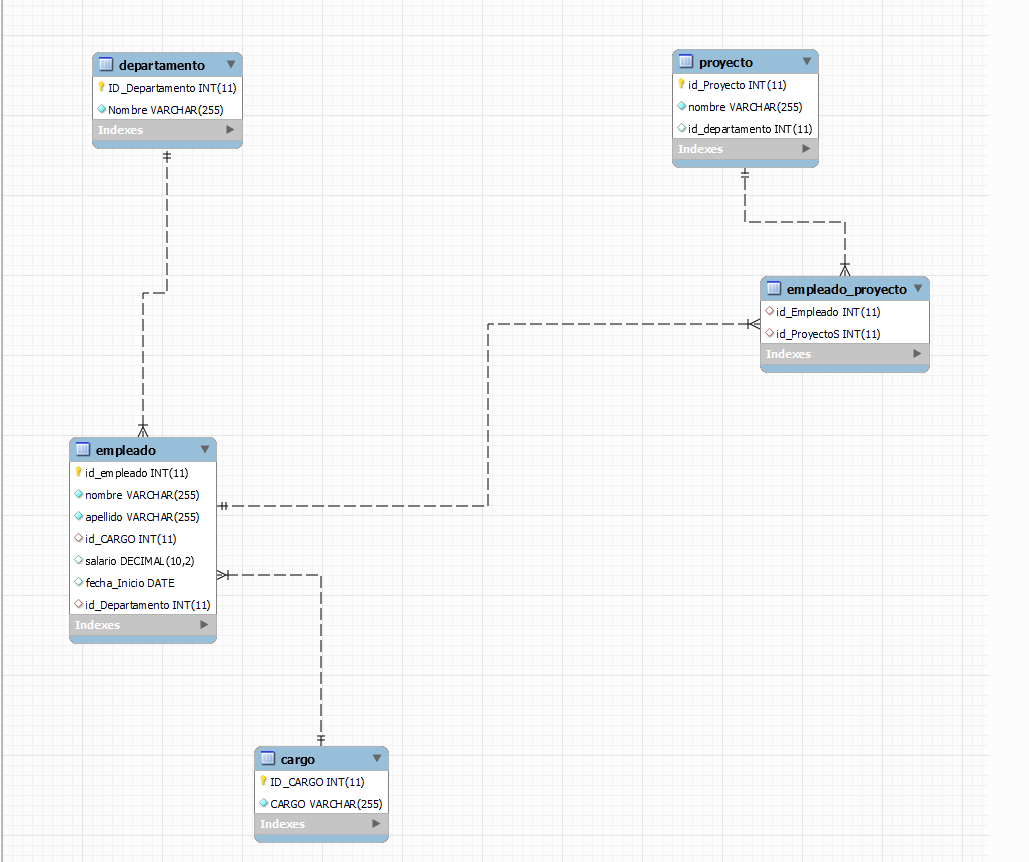 departamento
ID_Departamento INT(11)
Nombre VARCHAR(255)
Indexes
proyecto
id_Proyecto INT(11)
nombre VARCHAR(255)
id_departamento INT(11)
Indexes
empleado_proyecto
id_Empleado INT(11)
id_ProyectoS INT(11)
Indexes
empleado
id_empleado INT(11)
nombre VARCHAR(255)
apellido VARCHAR(255)
id_CARGO INT(11)
salario DECIMAL(10,2)
fecha_Inicio DATE
id_Departamento INT(11)
Indexes
cargo
ID_CARGO INT(11)
CARGO VARCHAR(255)
Indexes